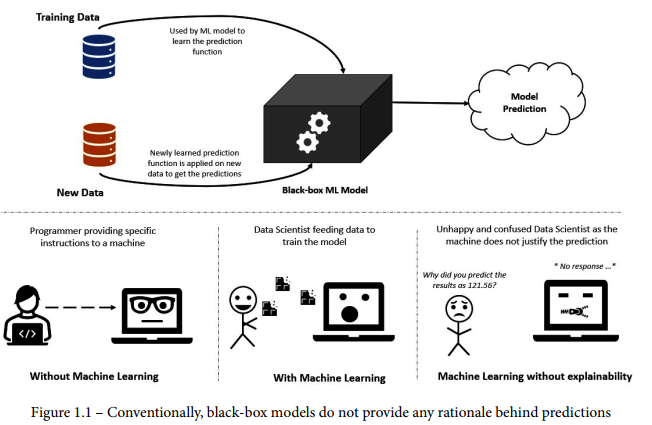 Training Data
Used by ML model to
learn the prediction
function
Model
Prediction
Newly learned prediction
function is applied on new
data to get the predictions
New Data
Black-box ML Model
Programmer providing specific
instructions to a machine
</>
Without Machine Learning
Data Scientist feeding data to
train the model
With Machine Learning
Unhappy and confused Data Scientist as the
machine does not justify the prediction
Why did you predict the
results as 121.56?
* No response ...*
Machine Learning without explainability
Figure 1.1 – Conventionally, black-box models do not provide any rationale behind predictions